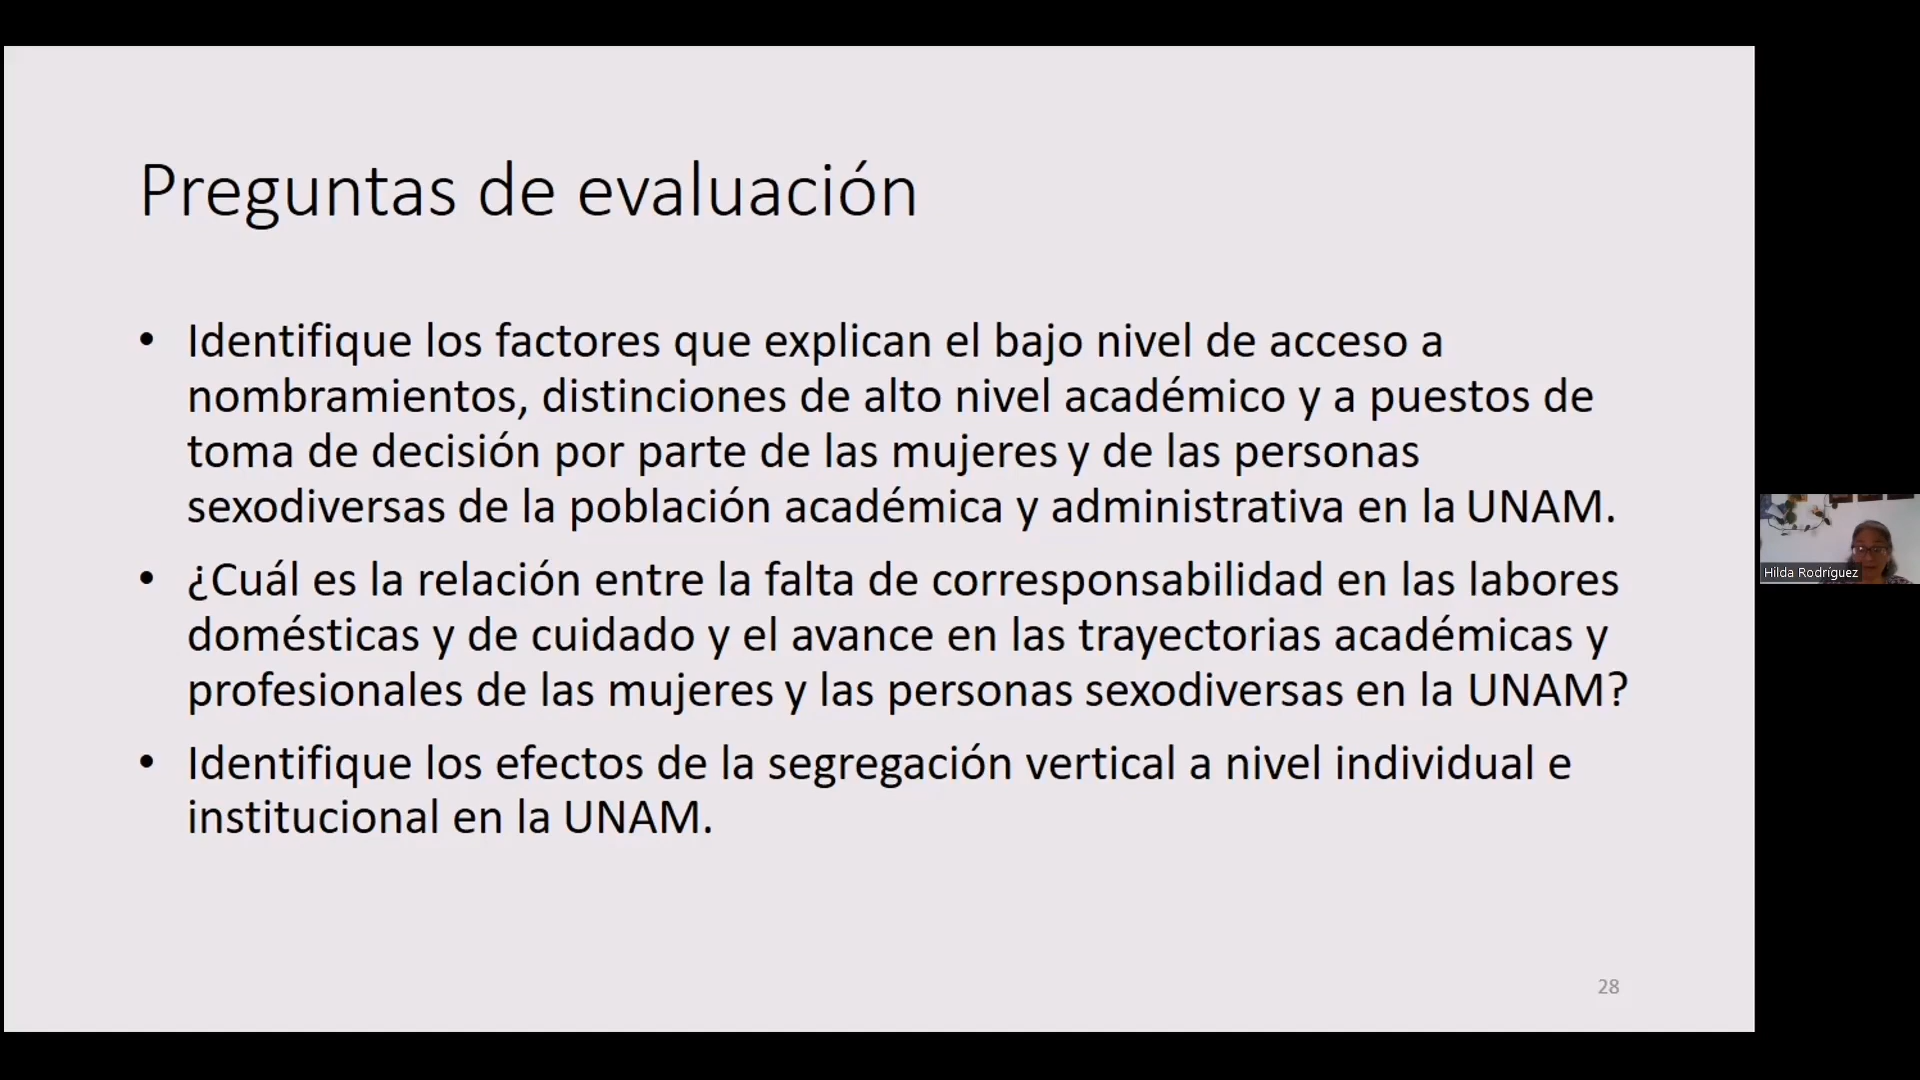 Preguntas de evaluación
• Identifique los factores que explican el bajo nivel de acceso a
nombramientos, distinciones de alto nivel académico y a puestos de
toma de decisión por parte de las mujeres y de las personas
sexodiversas de la población académica y administrativa en la UNAM.
• ¿Cuál es la relación entre la falta de corresponsabilidad en las labores
domésticas y de cuidado y el avance en las trayectorias académicas y
profesionales de las mujeres y las personas sexodiversas en la UNAM?
• Identifique los efectos de la segregación vertical a nivel individual e
institucional en la UNAM.
28
Hilda Rodríguez